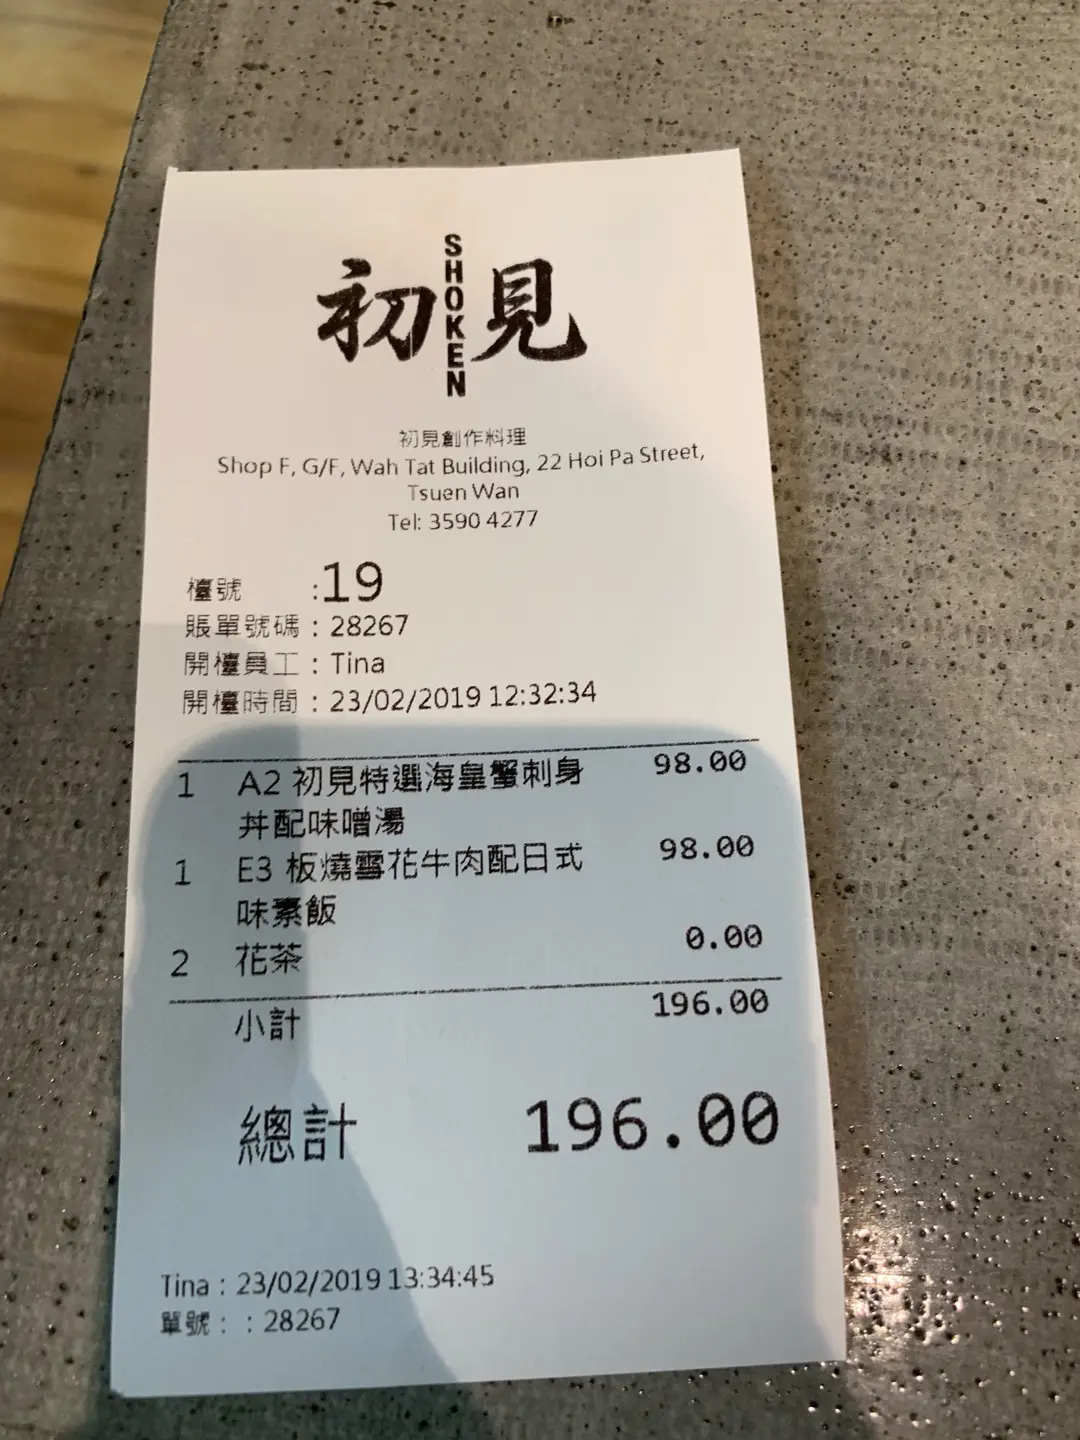 初見
SHOKEN
初見創作料理
Shop F, G/F, Wah Tat Building, 22 Hoi Pa Street,
Tsuen Wan
Tel: 3590 4277
檯號 :19
賬單號碼 : 28267
開檯員工 : Tina
開檯時間 : 23/02/2019 12:32:34
1 A2 初見特選海皇蟹刺身 98.00
丼配味噌湯
1 E3 板燒雪花牛肉配日式 98.00
味素飯
2 花茶 0.00
小計 196.00
總計 196.00
Tina : 23/02/2019 13:34:45
單號 : : 28267